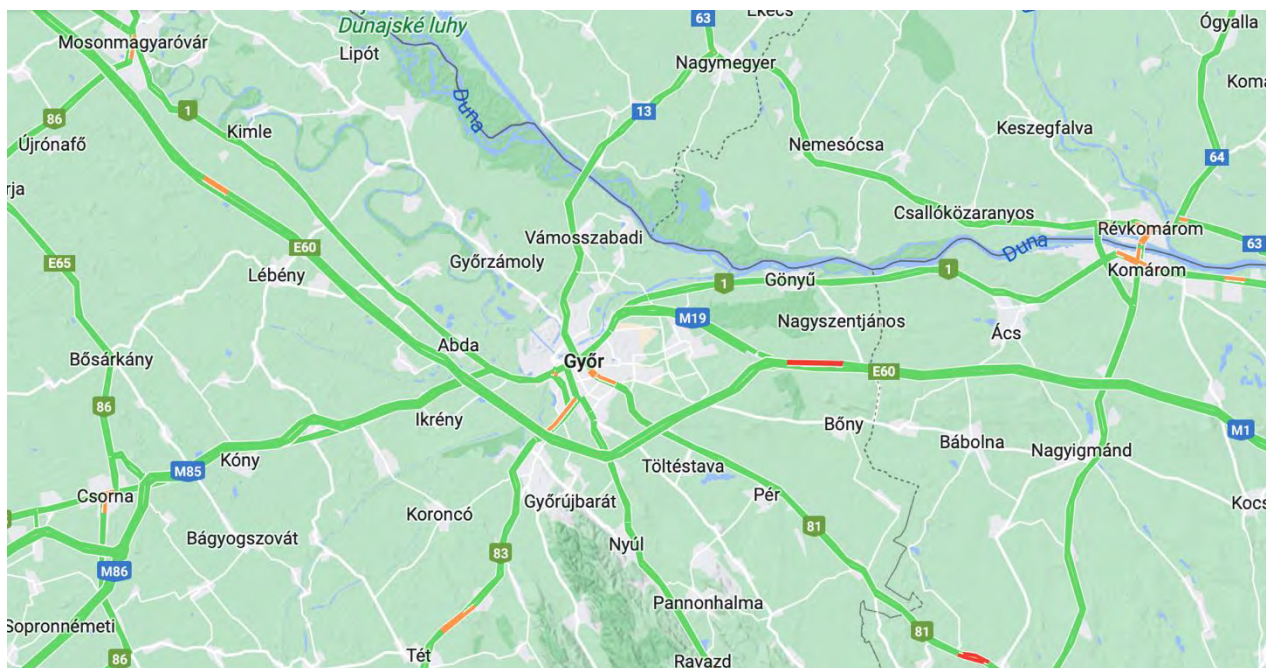 63
Ekecs
Ógyalla
Dunajské luhy
Mosonmagyaróvár
Lipót
Nagymegyer
Duna
13
1
86
Kimle
Újrónafő
Keszegfalva
Nemesócsa
64
Csallóközaranyos
Révkomárom
63
Duna
Vámosszabadi
E60
E65
Győrzámoly
Lébény
1
Gönyű
1
Komárom
M19
Nagyszentjános
Ács
Abda
Bősárkány
Győr
E60
86
Ikrény
Bőny
Bábolna
M1
Nagyigmánd
Kóny
M85
Töltéstava
Csorna
Pér
Koroncó
Győrújbarát
81
Bágyogszovát
Nyúl
83
M86
Pannonhalma
Sopronnémeti
81
86
Tét
Ravazd